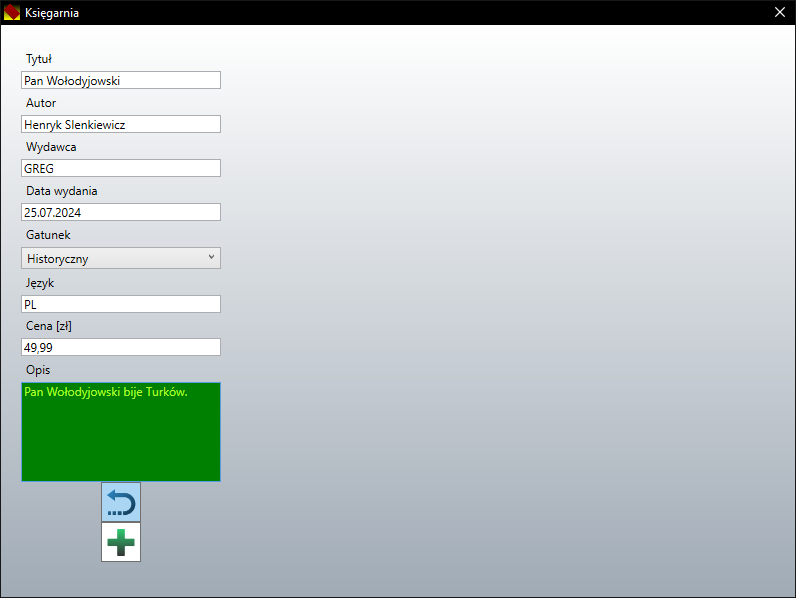 Księgarnia
Tytuł
Pan Wołodyjowski
Autor
Henryk SIenkiewicz
Wydawca
GREG
Data wydania
25.07.2024
Gatunek
Historyczny
Język
PL
Cena [zł]
49,99
Opis
Pan Wołodyjowski bije Turków.